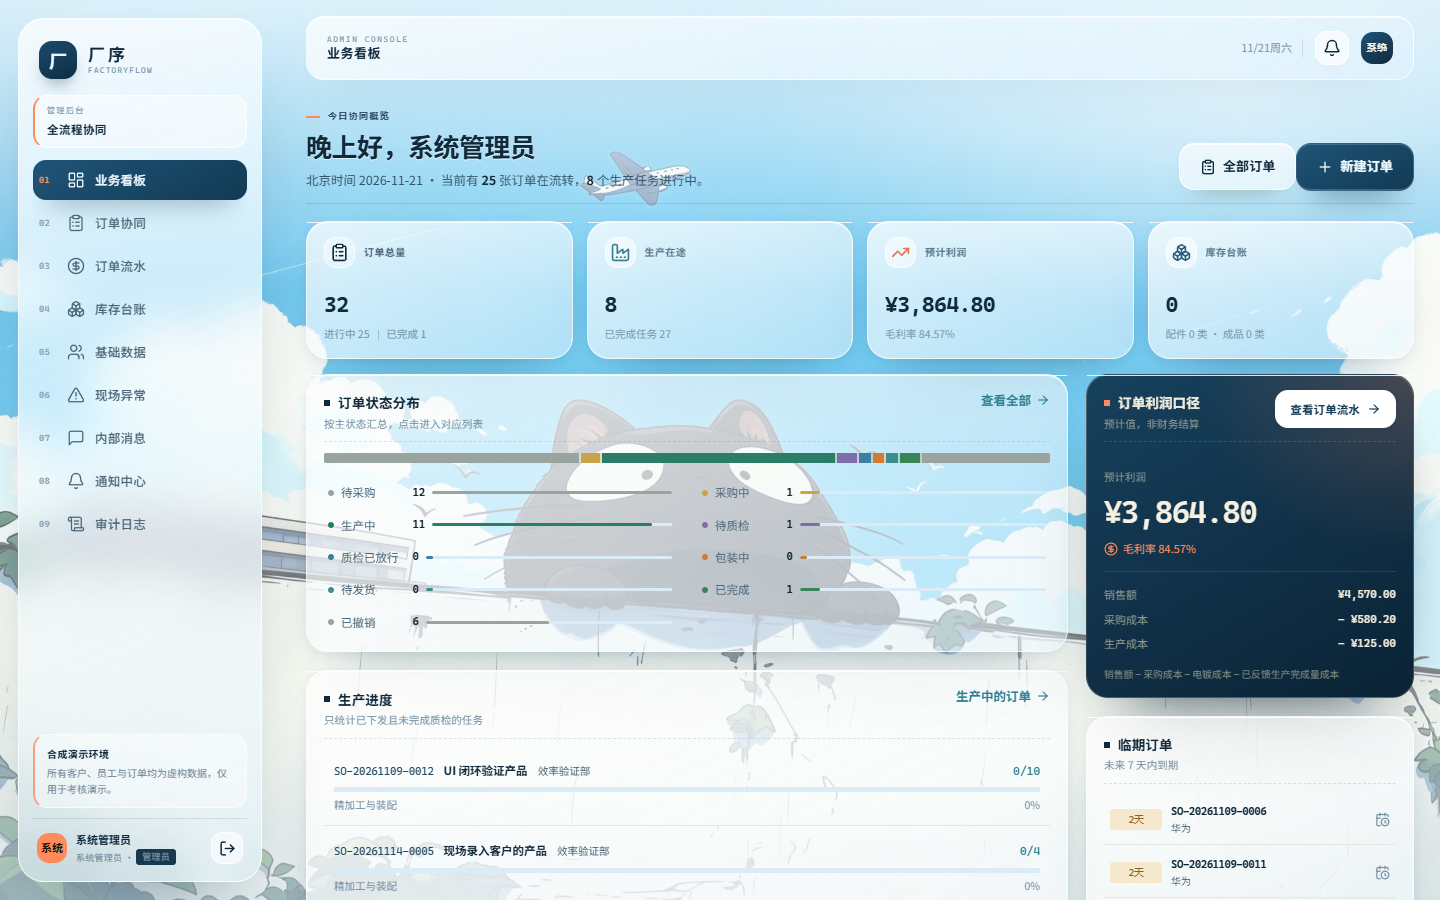 厂
厂序
FACTORYFLOW
管理后台
全流程协同
01 业务看板
02 订单协同
03 订单流水
04 库存台账
05 基础数据
06 现场异常
07 内部消息
08 通知中心
09 审计日志
合成演示环境
所有客户、员工与订单均为虚构数据，仅
用于考核演示。
系统
系统管理员
系统管理员 · 管理员
ADMIN CONSOLE
业务看板
11/21周六
系统
今日协同概览
晚上好，系统管理员
北京时间 2026-11-21 · 当前有 25 张订单在流转，8 个生产任务进行中。
全部订单
新建订单
订单总量
32
进行中 25 | 已完成 1
生产在途
8
已完成任务 27
预计利润
¥3,864.80
毛利率 84.57%
库存台账
0
配件 0 类 · 成品 0 类
订单状态分布
按主状态汇总，点击进入对应列表
查看全部
待采购 12
采购中 1
生产中 11
待质检 1
质检已放行 0
包装中 0
待发货 0
已完成 1
已撤销 6
订单利润口径
预计值，非财务结算
查看订单流水
预计利润
¥3,864.80
毛利率 84.57%
销售额 ¥4,570.00
采购成本 − ¥580.20
生产成本 − ¥125.00
销售额 − 采购成本 − 电镀成本 − 已反馈生产完成量成本
生产进度
只统计已下发且未完成质检的任务
生产中的订单
SO-20261109-0012 UI 闭环验证产品 效率验证部 0/10
精加工与装配 0%
SO-20261114-0005 现场录入客户的产品 效率验证部 0/4
精加工与装配 0%
临期订单
未来 7 天内到期
2天 SO-20261109-0006
华为
2天 SO-20261109-0011
华为